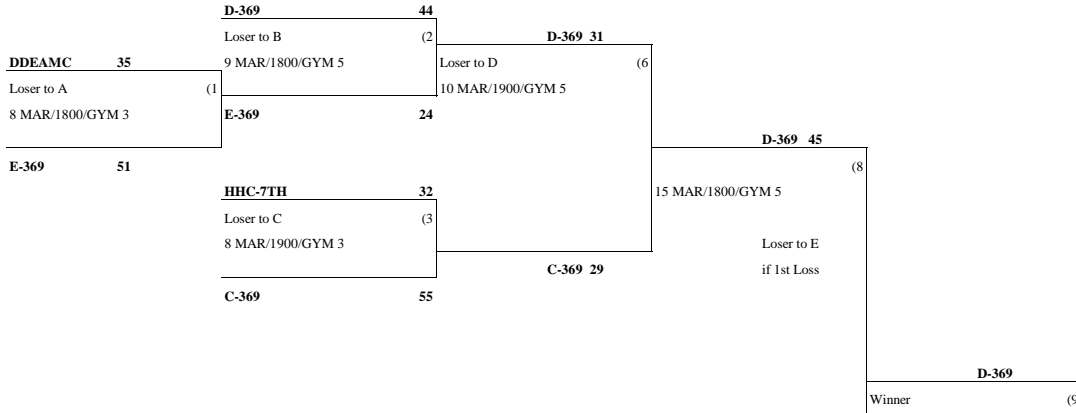 D-369 44
Loser to B (2
D-369 31
9 MAR/1800/GYM 5
Loser to D (6
DDEAMC 35
Loser to A (1
10 MAR/1900/GYM 5
8 MAR/1800/GYM 3
E-369 24
D-369 45
E-369 51
(8
HHC-7TH 32
15 MAR/1800/GYM 5
Loser to C (3
8 MAR/1900/GYM 3
Loser to E
C-369 29
if 1st Loss
C-369 55
D-369
Winner (9